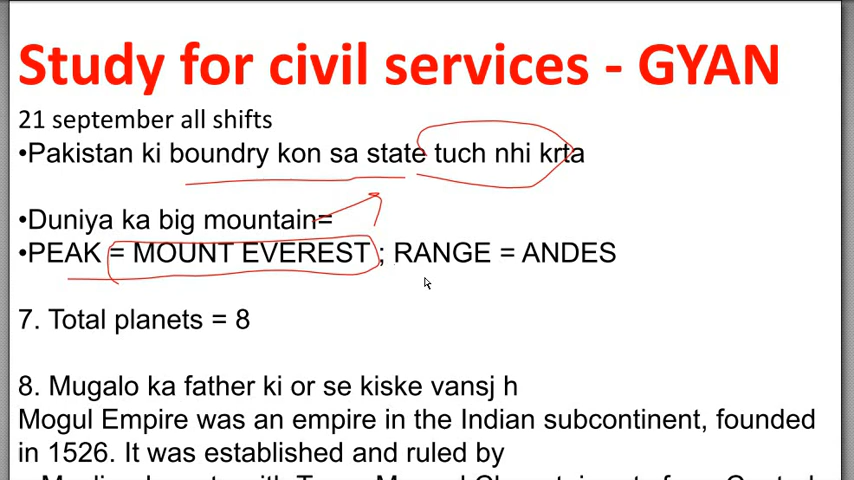 Study for civil services - GYAN
21 september all shifts
•Pakistan ki boundry kon sa state tuch nhi krta
•Duniya ka big mountain=
•PEAK = MOUNT EVEREST ; RANGE = ANDES
7. Total planets = 8
8. Mugalo ka father ki or se kiske vansj h
Mogul Empire was an empire in the Indian subcontinent, founded
in 1526. It was established and ruled by